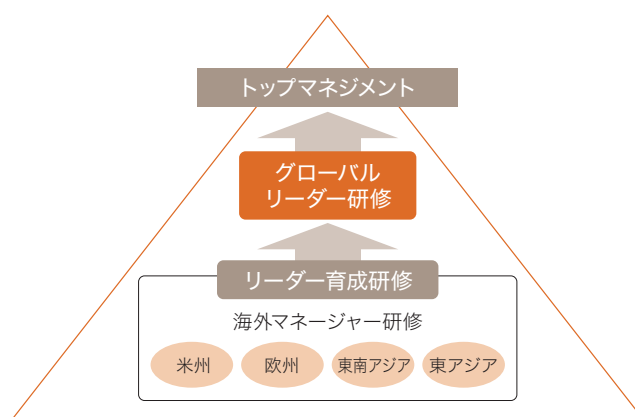 トップマネジメント
グローバル
リーダー研修
リーダー育成研修
海外マネージャー研修
米州
欧州
東南アジア
東アジア